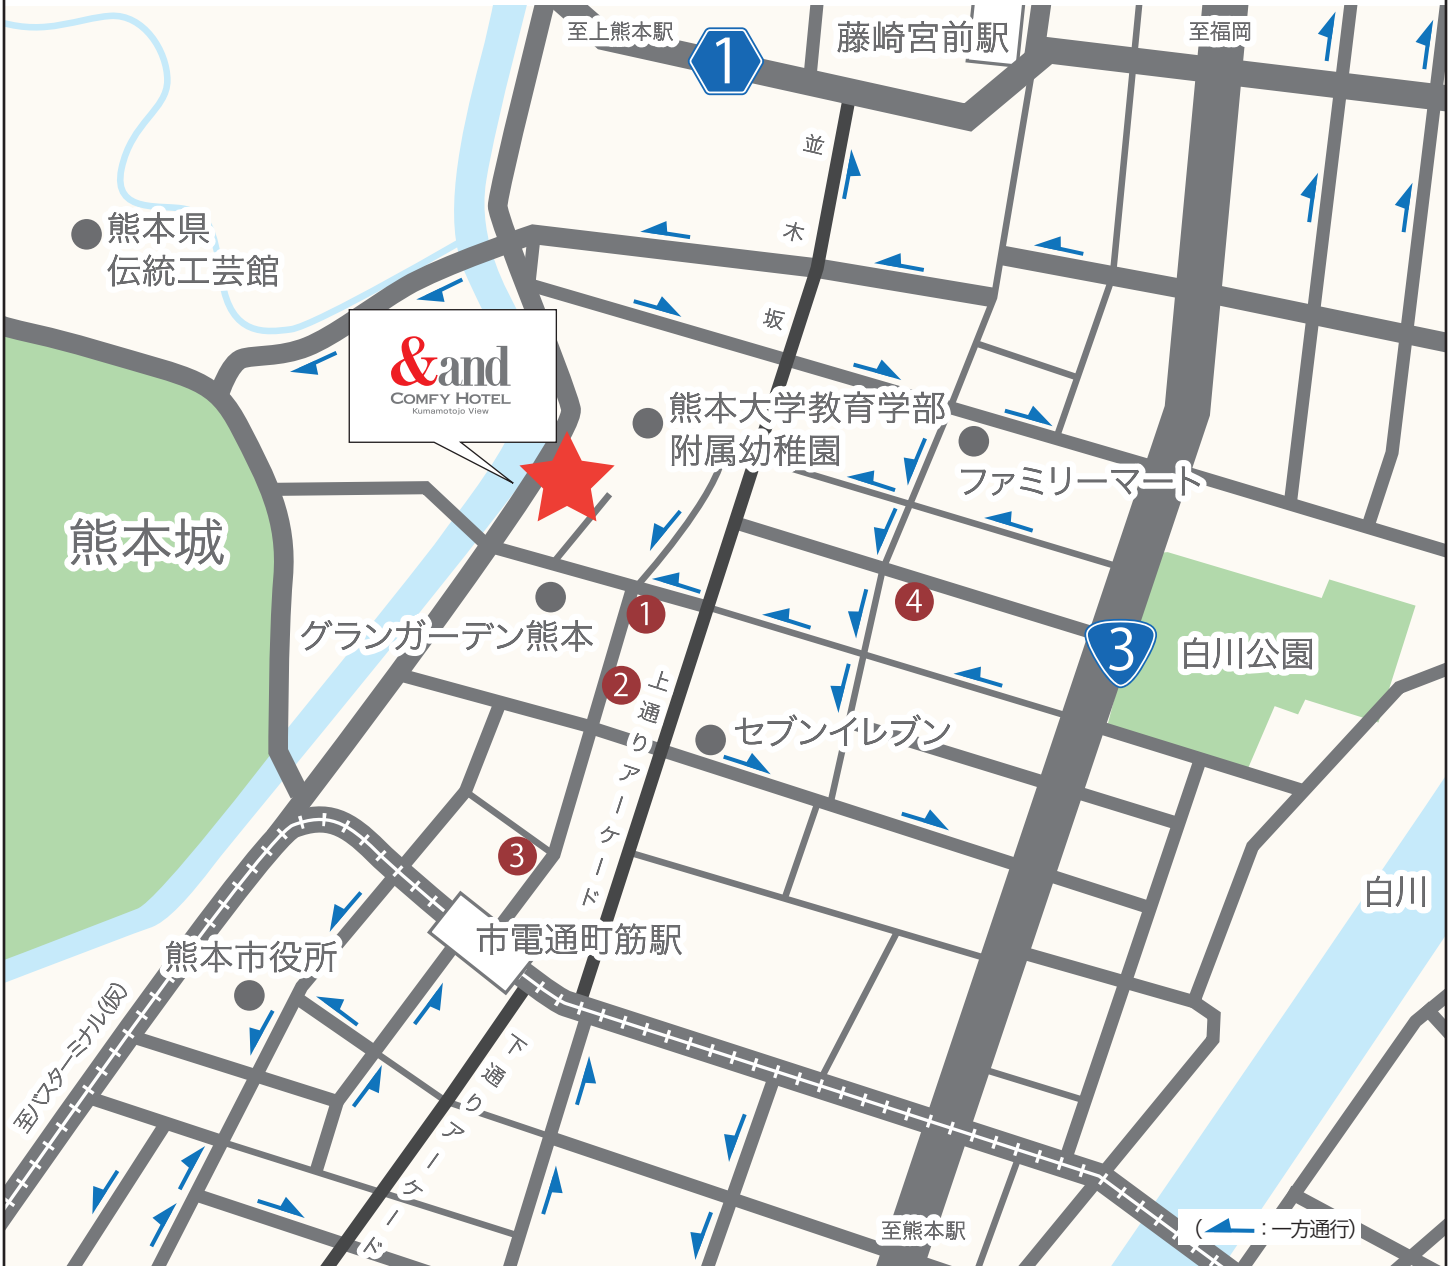 至上熊本駅
1
藤崎宮前駅
至福岡
並木坂
熊本県
伝統工芸館
&and
COMFY HOTEL
Kumamotojo View
熊本大学教育学部
附属幼稚園
ファミリーマート
熊本城
グランガーデン熊本
1
4
3
白川公園
2
上通りアーケード
セブンイレブン
3
白川
市電通町筋駅
熊本市役所
至バスターミナル(仮)
下通りアーケード
至熊本駅
( :一方通行)